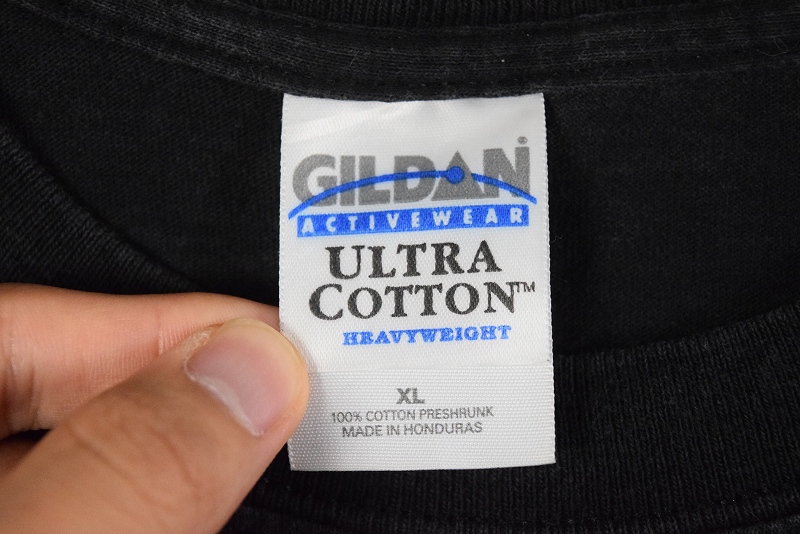 GILDAN®
ACTIVEWEAR
ULTRA
COTTON™
HEAVYWEIGHT
XL
100% COTTON PRESHRUNK
MADE IN HONDURAS